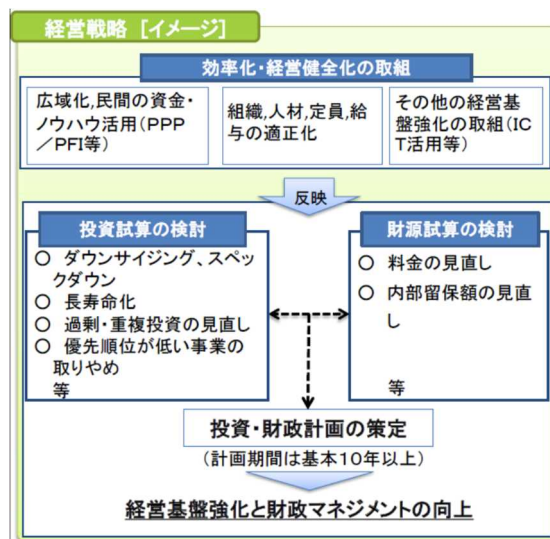 経営戦略 [イメージ]
効率化・経営健全化の取組
広域化,民間の資金・
ノウハウ活用(PPP
/PFI等)
組織,人材,定員,給
与の適正化
その他の経営基
盤強化の取組(IC
T活用等)
反映
投資試算の検討
○ ダウンサイジング、スペッ
クダウン
○ 長寿命化
○ 過剰・重複投資の見直し
○ 優先順位が低い事業の
取りやめ
等
財源試算の検討
○ 料金の見直し
○ 内部留保額の見直
し
等
投資・財政計画の策定
(計画期間は基本10年以上)
経営基盤強化と財政マネジメントの向上